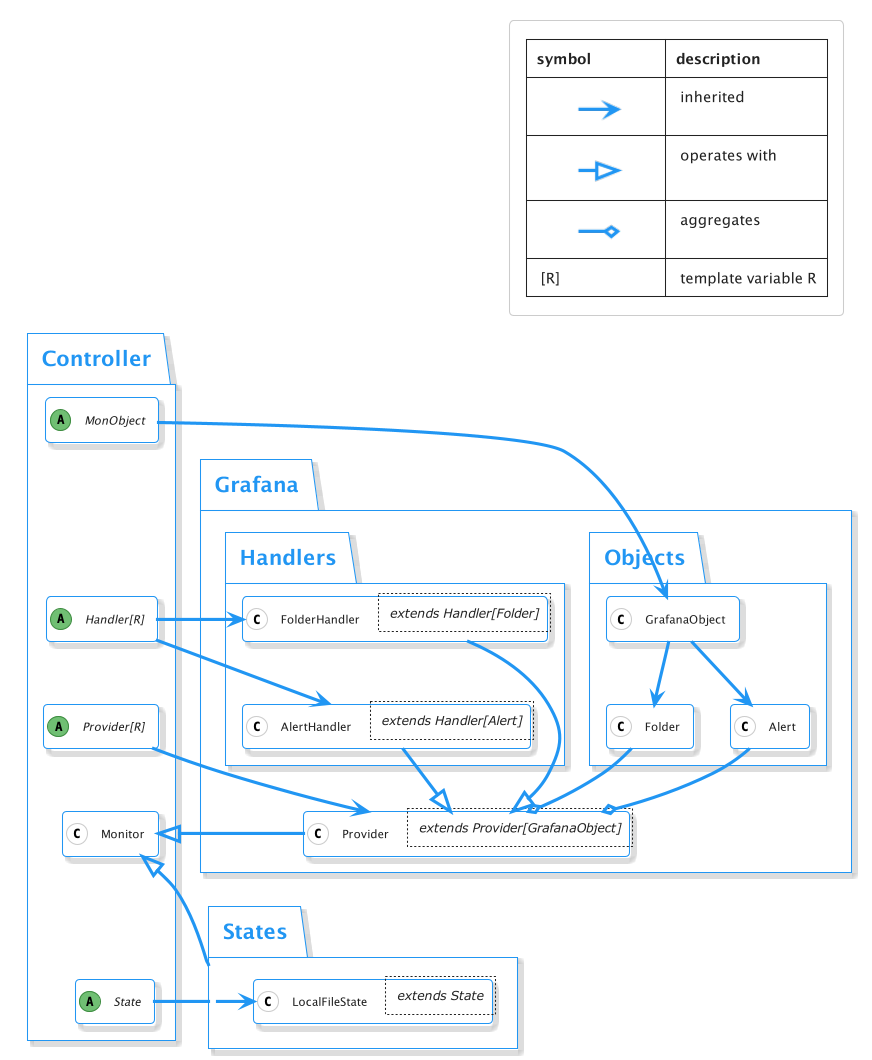 symbol description
inherited
operates with
aggregates
[R] template variable R
Controller
A MonObject
Grafana
Handlers
Objects
A Handler[R]
C FolderHandler extends Handler[Folder]
C GrafanaObject
A Provider[R]
C AlertHandler extends Handler[Alert]
C Folder
C Alert
C Monitor
C Provider extends Provider[GrafanaObject]
States
A State
C LocalFileState extends State